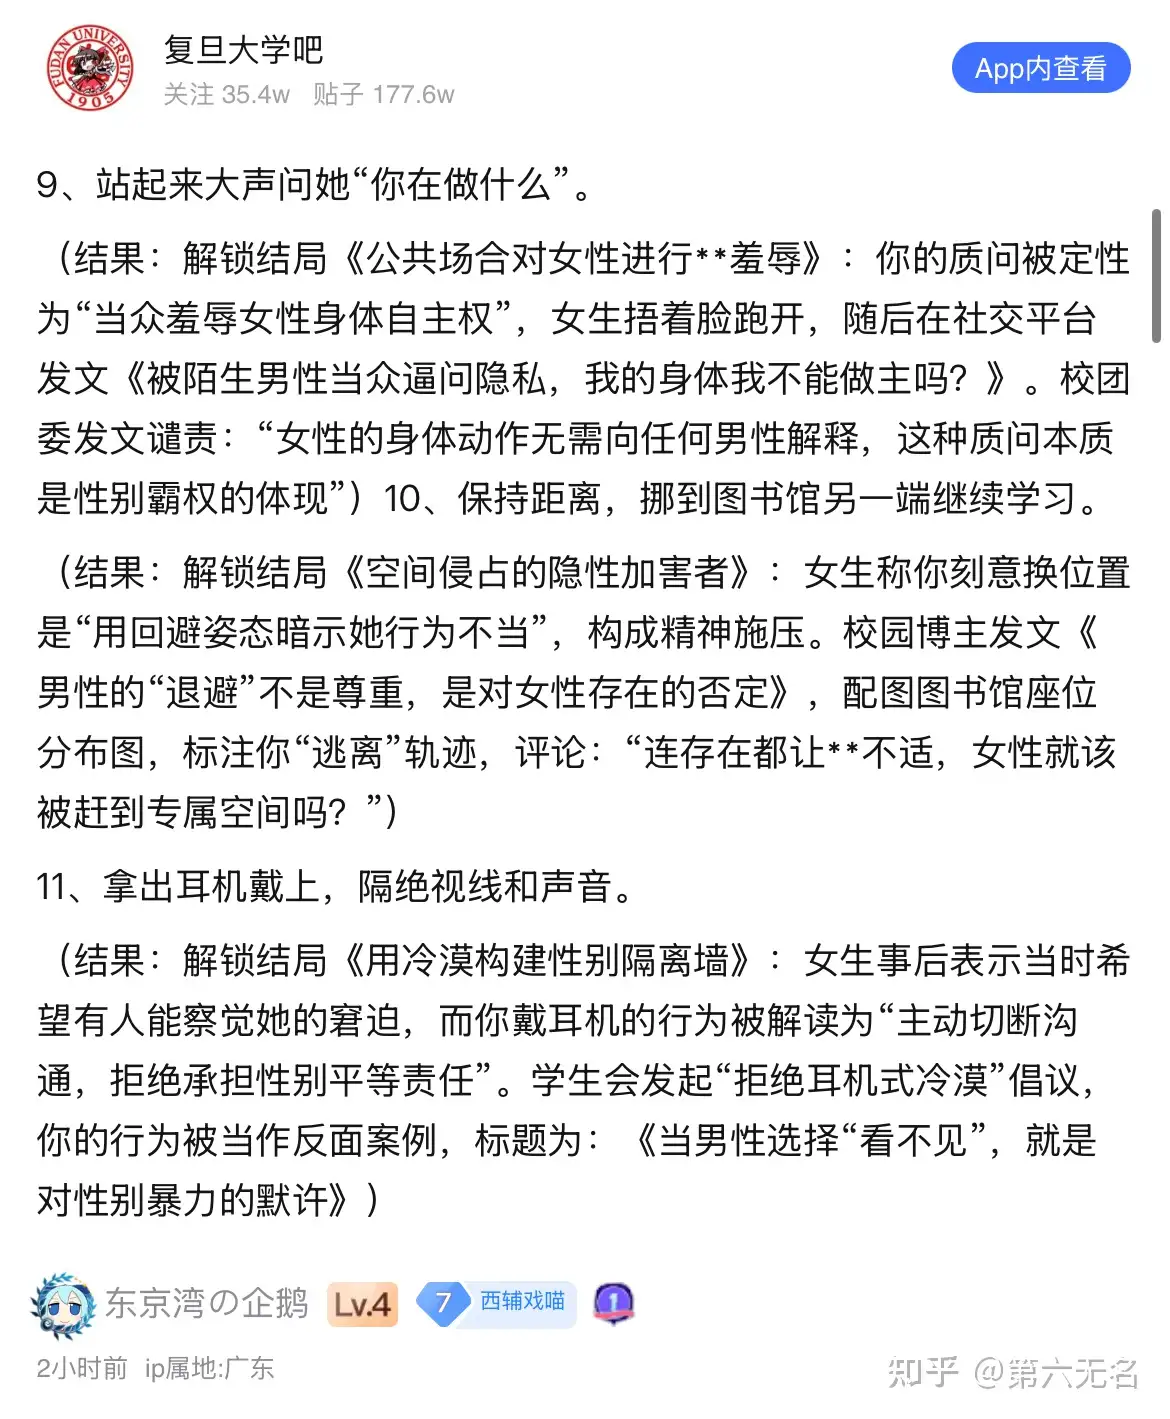 FUDAN UNIVERSITY
1905
复旦大学吧
关注 35.4w 贴子 177.6w
App内查看
9、站起来大声问她“你在做什么”。
（结果：解锁结局《公共场合对女性进行**羞辱》：你的质问被定性
为“当众羞辱女性身体自主权”，女生捂着脸跑开，随后在社交平台
发文《被陌生男性当众逼问隐私，我的身体我不能做主吗？》。校团
委发文谴责：“女性的身体动作无需向任何男性解释，这种质问本质
是性别霸权的体现”）10、保持距离，挪到图书馆另一端继续学习。
（结果：解锁结局《空间侵占的隐性加害者》：女生称你刻意换位置
是“用回避姿态暗示她行为不当”，构成精神施压。校园博主发文《
男性的“退避”不是尊重，是对女性存在的否定》，配图图书馆座位
分布图，标注你“逃离”轨迹，评论：“连存在都让**不适，女性就该
被赶到专属空间吗？”）
11、拿出耳机戴上，隔绝视线和声音。
（结果：解锁结局《用冷漠构建性别隔离墙》：女生事后表示当时希
望有人能察觉她的窘迫，而你戴耳机的行为被解读为“主动切断沟
通，拒绝承担性别平等责任”。学生会发起“拒绝耳机式冷漠”倡议，
你的行为被当作反面案例，标题为：《当男性选择“看不见”，就是
对性别暴力的默许》）
东京湾の企鹅 Lv.4 7 西辅戏喵 1
2小时前 ip属地:广东
知乎 @第六无名